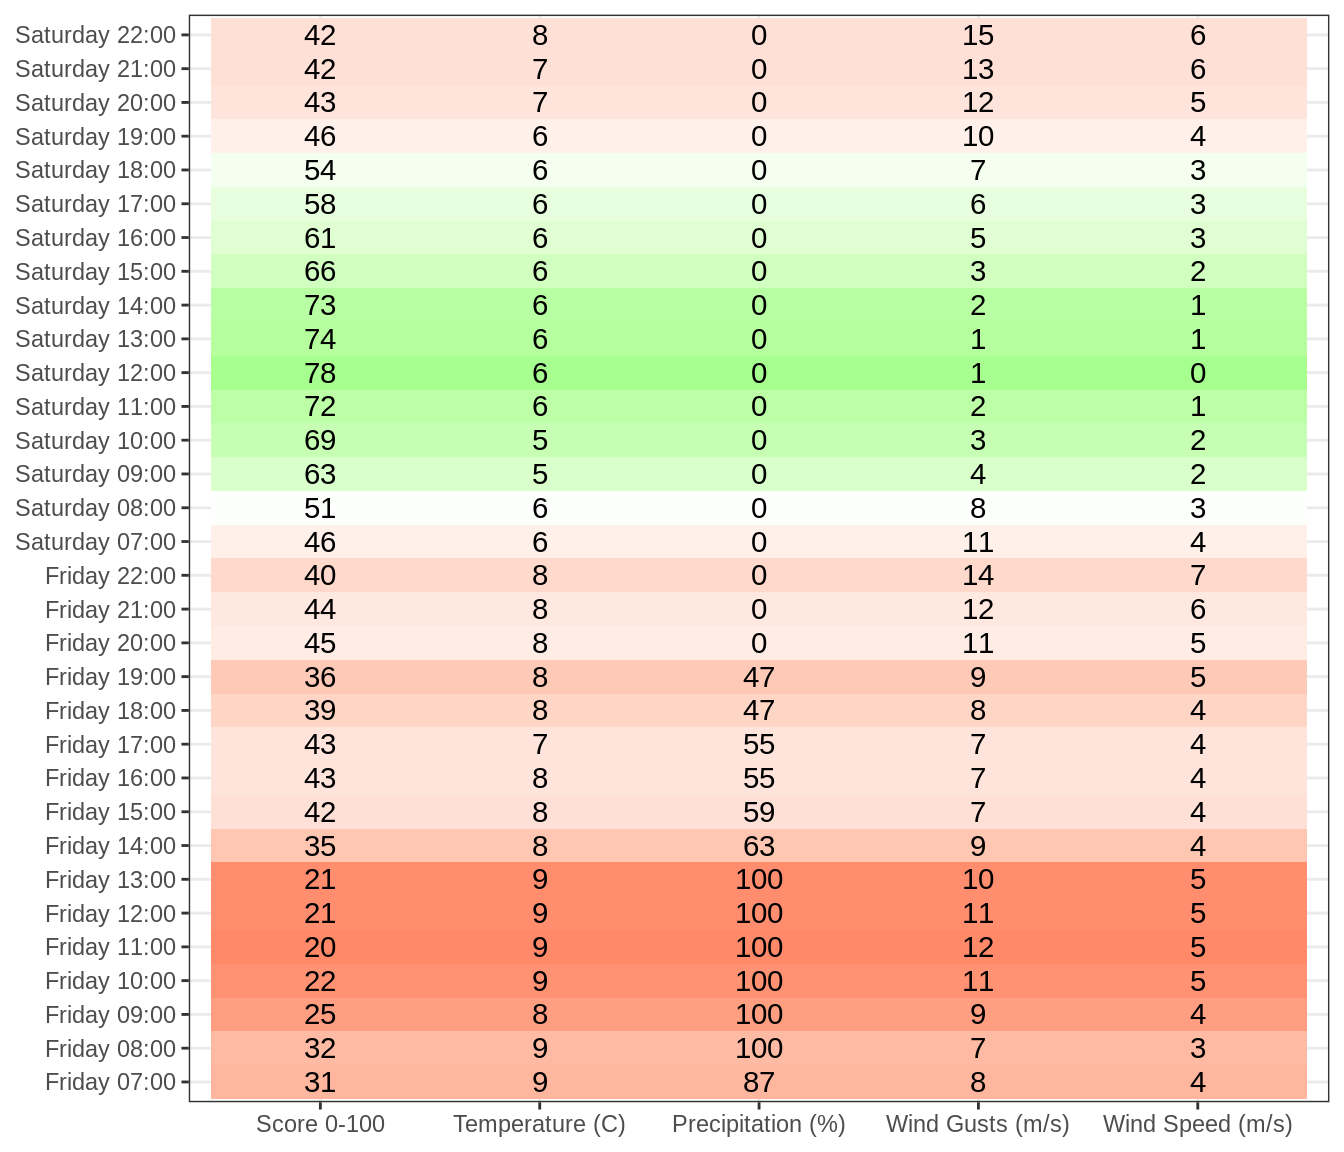 Saturday 22:00 42 8 0 15 6
Saturday 21:00 42 7 0 13 6
Saturday 20:00 43 7 0 12 5
Saturday 19:00 46 6 0 10 4
Saturday 18:00 54 6 0 7 3
Saturday 17:00 58 6 0 6 3
Saturday 16:00 61 6 0 5 3
Saturday 15:00 66 6 0 3 2
Saturday 14:00 73 6 0 2 1
Saturday 13:00 74 6 0 1 1
Saturday 12:00 78 6 0 1 0
Saturday 11:00 72 6 0 2 1
Saturday 10:00 69 5 0 3 2
Saturday 09:00 63 5 0 4 2
Saturday 08:00 51 6 0 8 3
Saturday 07:00 46 6 0 11 4
Friday 22:00 40 8 0 14 7
Friday 21:00 44 8 0 12 6
Friday 20:00 45 8 0 11 5
Friday 19:00 36 8 47 9 5
Friday 18:00 39 8 47 8 4
Friday 17:00 43 7 55 7 4
Friday 16:00 43 8 55 7 4
Friday 15:00 42 8 59 7 4
Friday 14:00 35 8 63 9 4
Friday 13:00 21 9 100 10 5
Friday 12:00 21 9 100 11 5
Friday 11:00 20 9 100 12 5
Friday 10:00 22 9 100 11 5
Friday 09:00 25 8 100 9 4
Friday 08:00 32 9 100 7 3
Friday 07:00 31 9 87 8 4
Score 0-100 Temperature (C) Precipitation (%) Wind Gusts (m/s) Wind Speed (m/s)